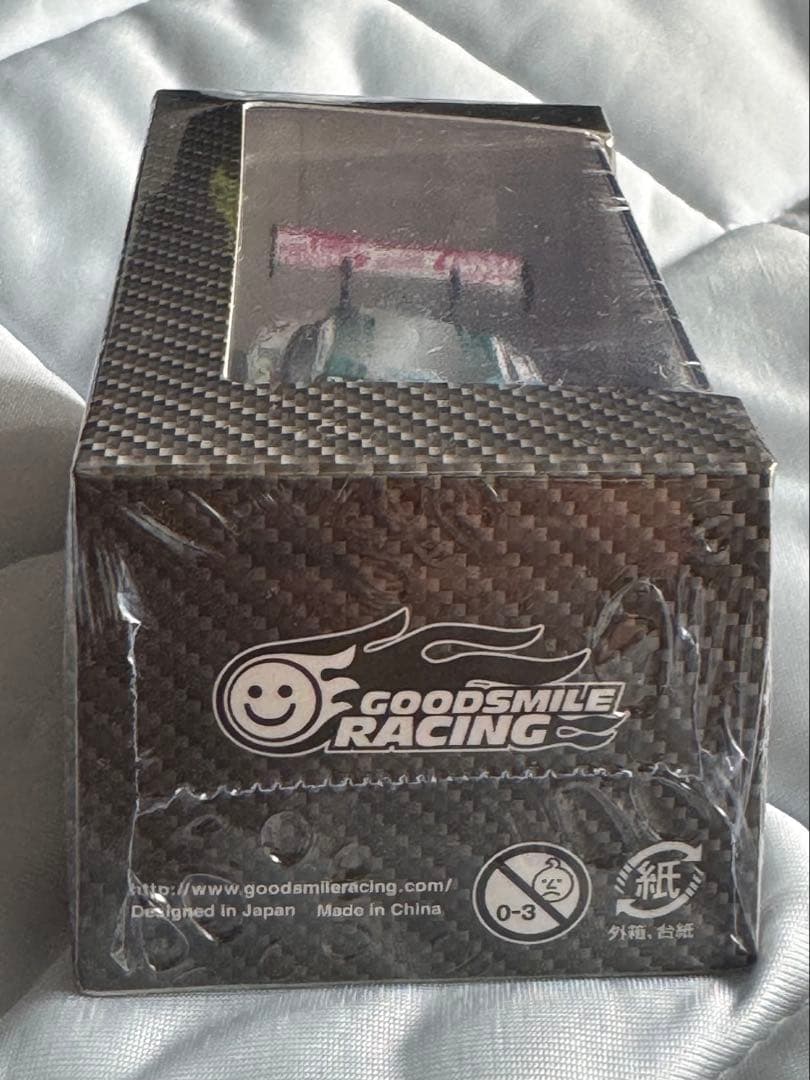 GOODSMILE
RACING
http://www.goodsmileracing.com/
Designed in Japan Made in China
0-3
紙
外箱、台紙